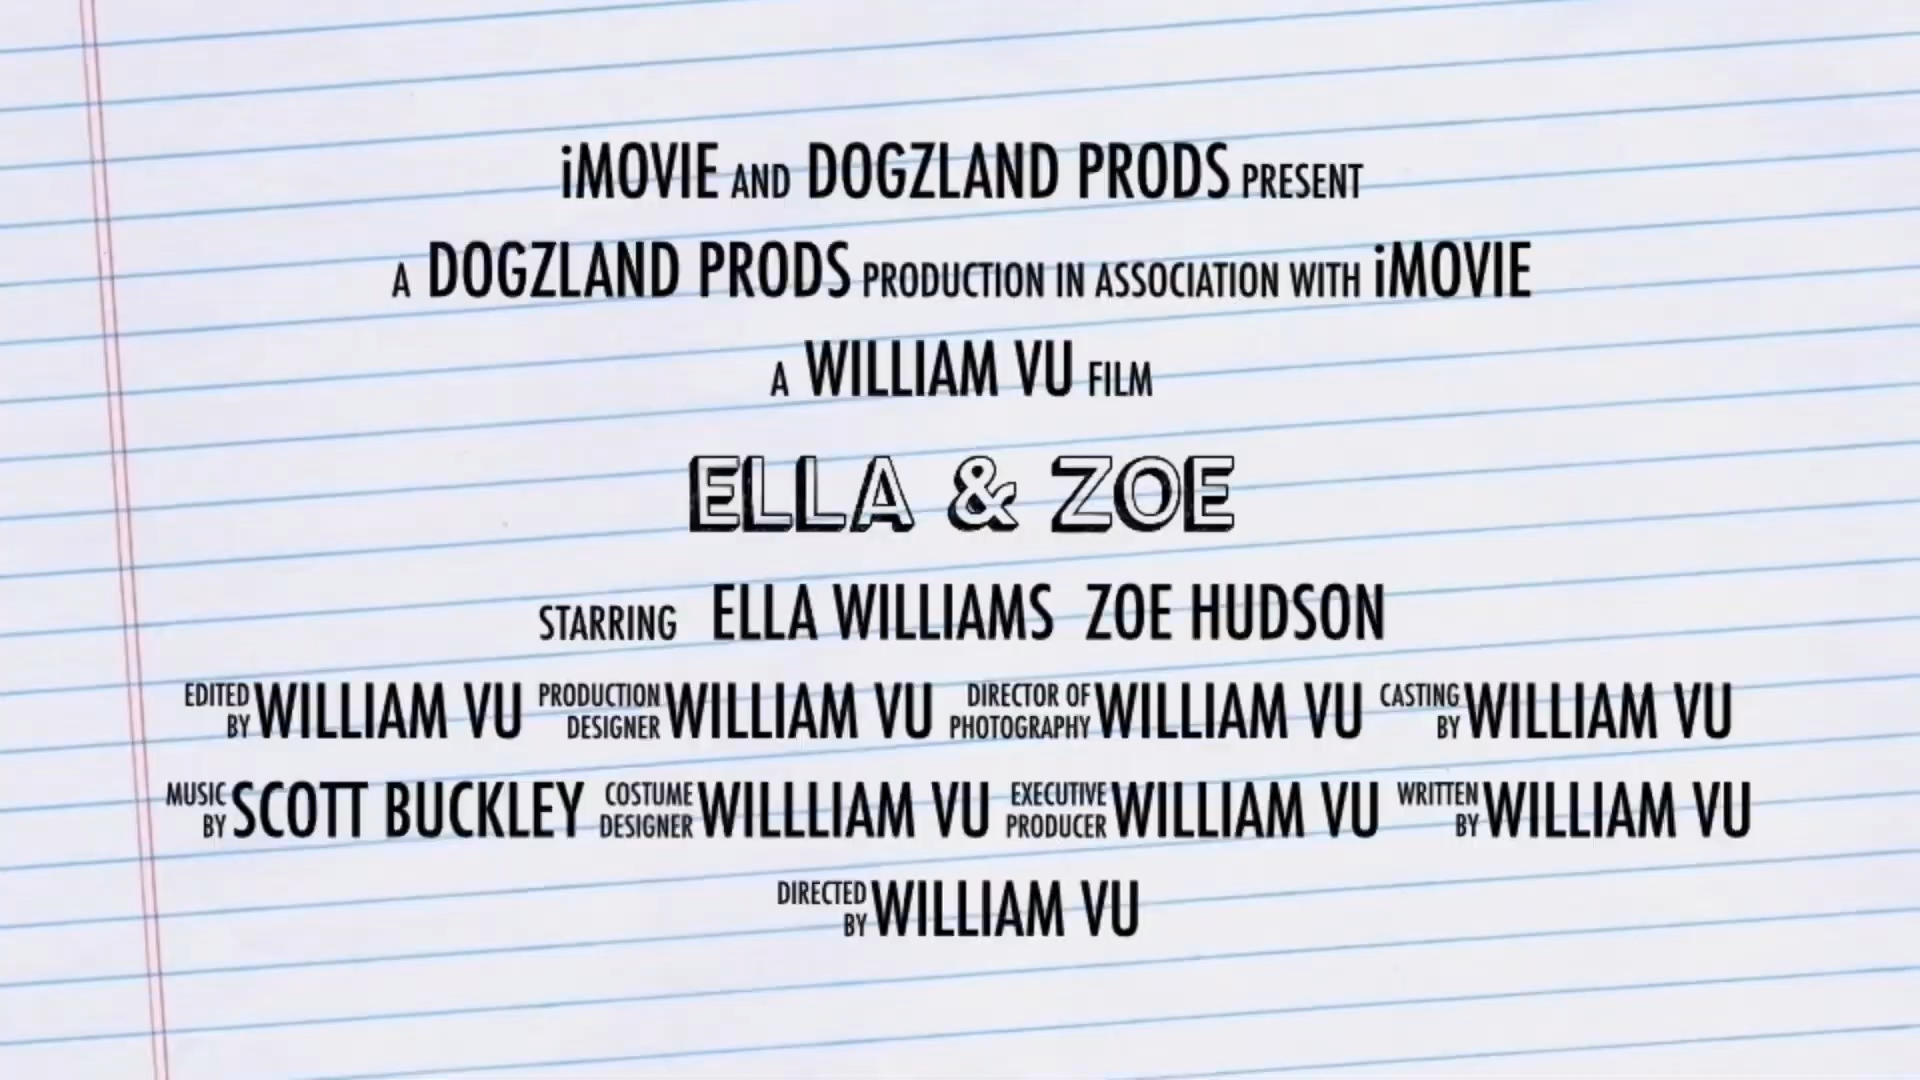 iMOVIE AND DOGZLAND PRODS PRESENT
A DOGZLAND PRODS PRODUCTION IN ASSOCIATION WITH iMOVIE
A WILLIAM VU FILM
ELLA & ZOE
STARRING ELLA WILLIAMS ZOE HUDSON
EDITED BY WILLIAM VU PRODUCTION DESIGNER WILLIAM VU DIRECTOR OF PHOTOGRAPHY WILLIAM VU CASTING BY WILLIAM VU
MUSIC BY SCOTT BUCKLEY COSTUME DESIGNER WILLLIAM VU EXECUTIVE PRODUCER WILLIAM VU WRITTEN BY WILLIAM VU
DIRECTED BY WILLIAM VU